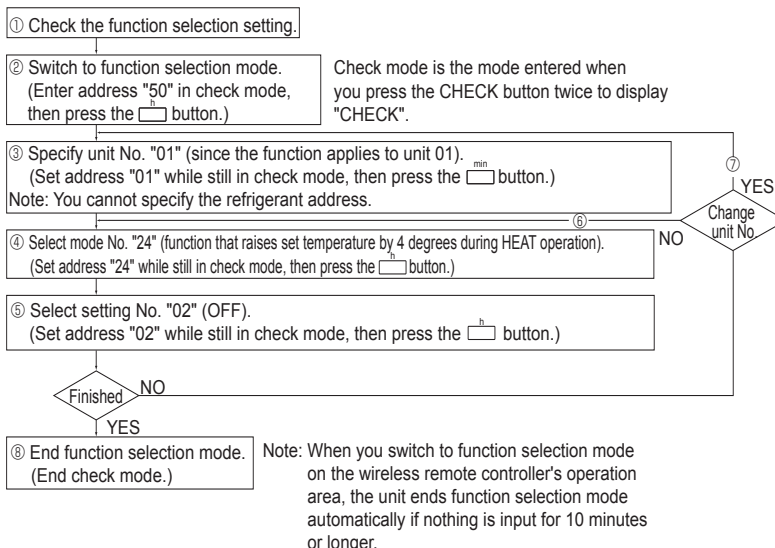 ① Check the function selection setting.
② Switch to function selection mode.
(Enter address "50" in check mode,
then press the h button.)
Check mode is the mode entered when
you press the CHECK button twice to display
"CHECK".
③ Specify unit No. "01" (since the function applies to unit 01).
(Set address "01" while still in check mode, then press the min button.)
Note: You cannot specify the refrigerant address.
⑦
YES
Change
unit No.
NO
⑥
④ Select mode No. "24" (function that raises set temperature by 4 degrees during HEAT operation).
(Set address "24" while still in check mode, then press the h button.)
⑤ Select setting No. "02" (OFF).
(Set address "02" while still in check mode, then press the h button.)
Finished
NO
YES
⑧ End function selection mode.
(End check mode.)
Note: When you switch to function selection mode
on the wireless remote controller's operation
area, the unit ends function selection mode
automatically if nothing is input for 10 minutes
or longer.